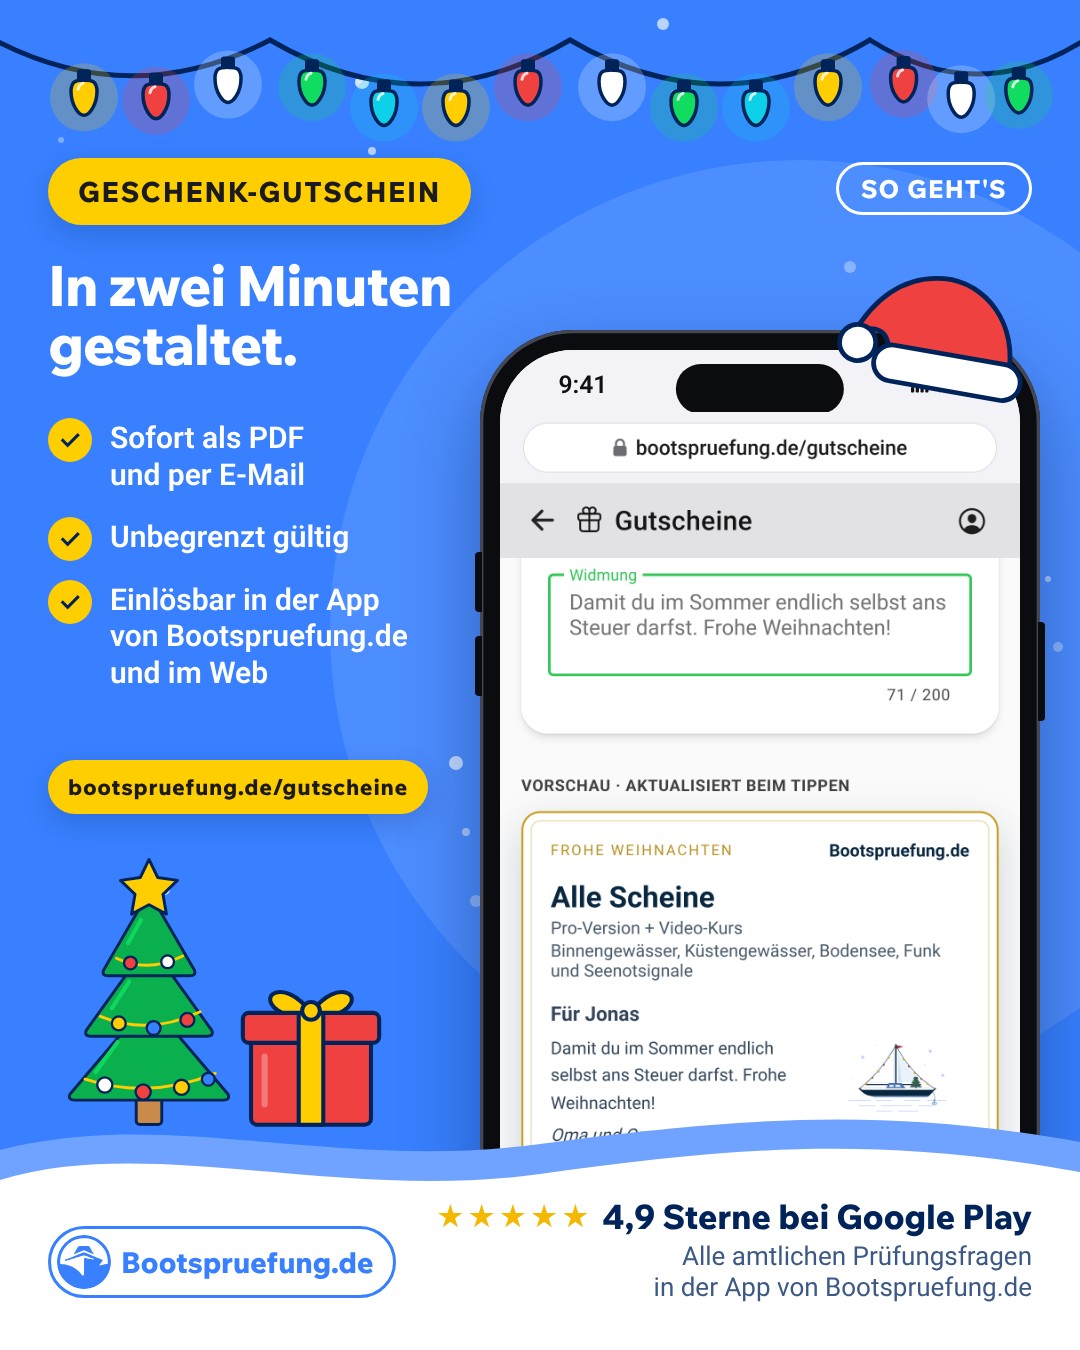 GESCHENK-GUTSCHEIN
SO GEHT'S
In zwei Minuten
gestaltet.
Sofort als PDF
und per E-Mail
Unbegrenzt gültig
Einlösbar in der App
von Bootspruefung.de
und im Web
bootspruefung.de/gutscheine
9:41
bootspruefung.de/gutscheine
Gutscheine
Widmung
Damit du im Sommer endlich selbst ans
Steuer darfst. Frohe Weihnachten!
71 / 200
VORSCHAU · AKTUALISIERT BEIM TIPPEN
FROHE WEIHNACHTEN
Bootspruefung.de
Alle Scheine
Pro-Version + Video-Kurs
Binnengewässer, Küstengewässer, Bodensee, Funk
und Seenotsignale
Für Jonas
Damit du im Sommer endlich
selbst ans Steuer darfst. Frohe
Weihnachten!
Oma und
★★★★★ 4,9 Sterne bei Google Play
Alle amtlichen Prüfungsfragen
in der App von Bootspruefung.de
Bootspruefung.de